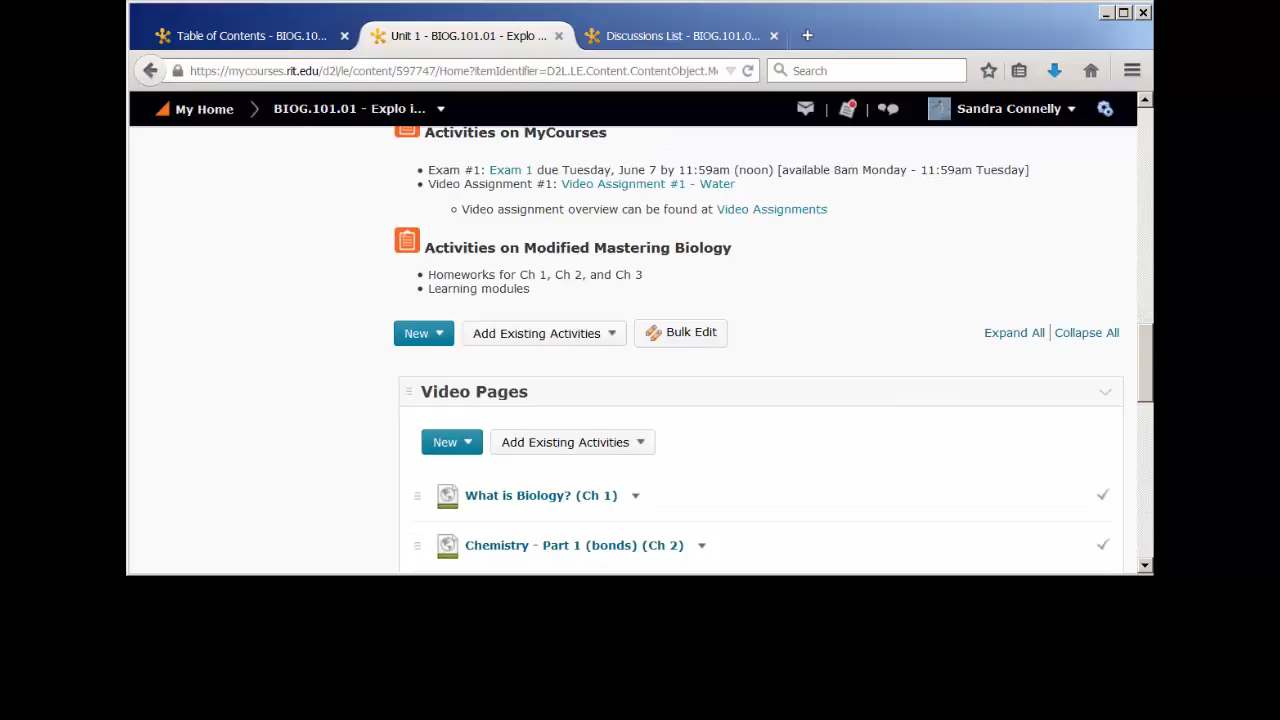 Table of Contents - BIOG.10...
Unit 1 - BIOG.101.01 - Explo ...
Discussions List - BIOG.101.0...
https://mycourses.rit.edu/d2l/le/content/597747/Home?itemIdentifier=D2L.LE.Content.ContentObject.Mo
Search
My Home
BIOG.101.01 - Explo i...
Sandra Connelly
Activities on MyCourses
• Exam #1: Exam 1 due Tuesday, June 7 by 11:59am (noon) [available 8am Monday - 11:59am Tuesday]
• Video Assignment #1: Video Assignment #1 - Water
Video assignment overview can be found at Video Assignments
Activities on Modified Mastering Biology
• Homeworks for Ch 1, Ch 2, and Ch 3
• Learning modules
New
Add Existing Activities
Bulk Edit
Expand All | Collapse All
Video Pages
New
Add Existing Activities
What is Biology? (Ch 1)
Chemistry - Part 1 (bonds) (Ch 2)